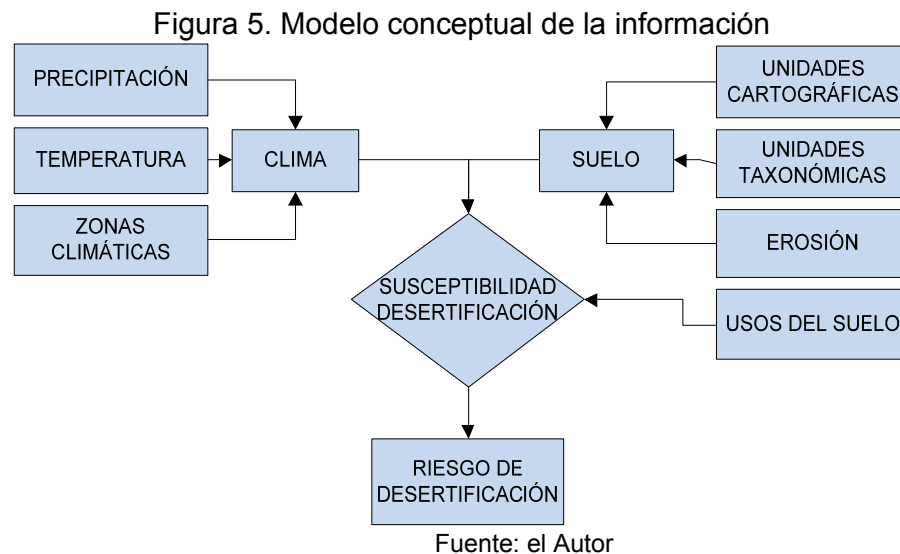 Figura 5. Modelo conceptual de la información
PRECIPITACIÓN
TEMPERATURA
ZONAS
CLIMÁTICAS
CLIMA
SUELO
UNIDADES
CARTOGRÁFICAS
UNIDADES
TAXONÓMICAS
EROSIÓN
USOS DEL SUELO
SUSCEPTIBILIDAD
DESERTIFICACIÓN
RIESGO DE
DESERTIFICACIÓN
Fuente: el Autor